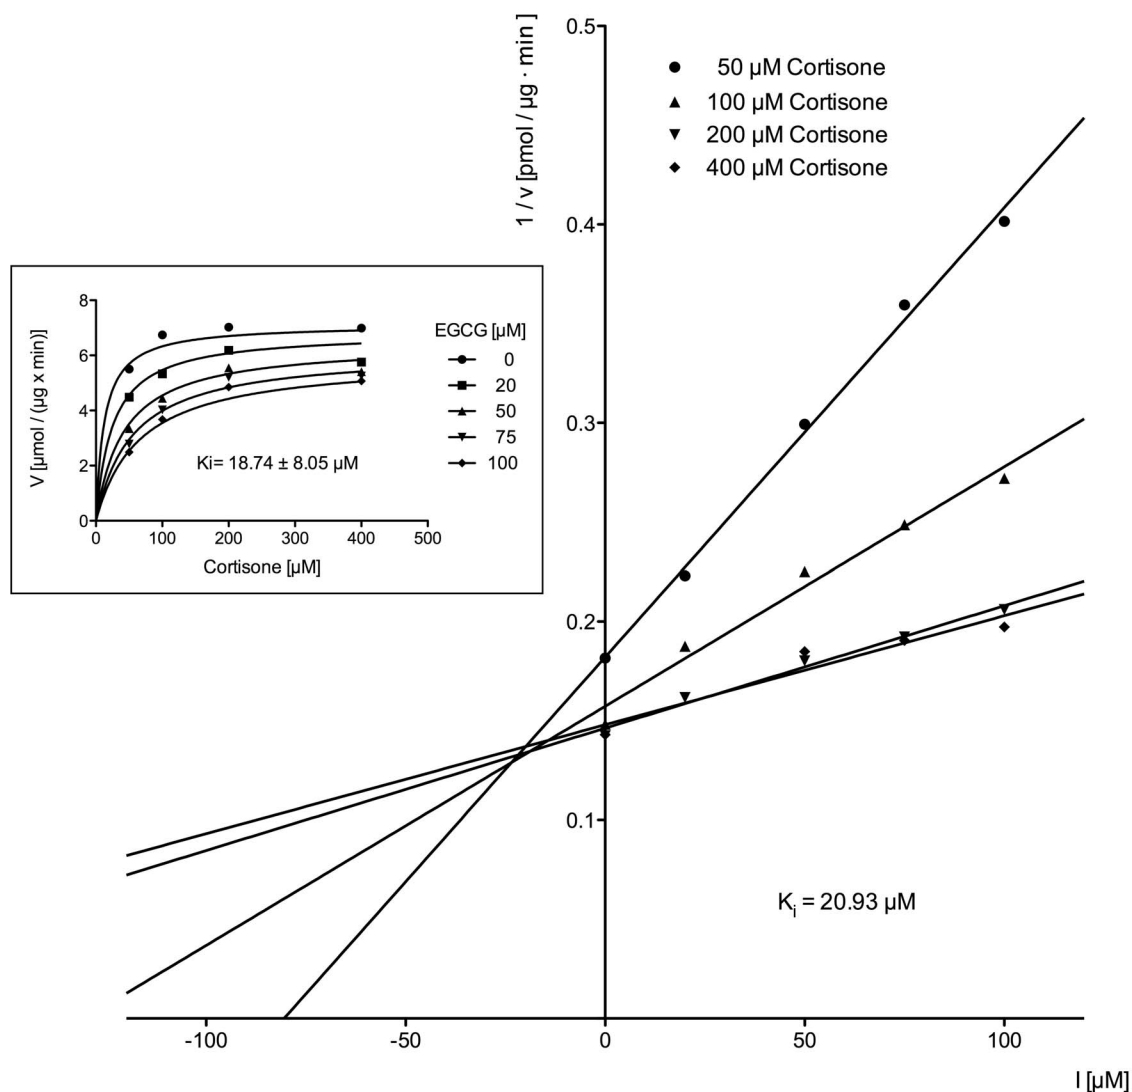 0.5
50 µM Cortisone
100 µM Cortisone
200 µM Cortisone
400 µM Cortisone
1 / v [pmol / µg · min]
0.4
0.3
0.2
0.1
8
6
4
2
0
V [µmol / (µg x min)]
EGCG [µM]
0
20
50
75
100
Ki= 18.74 ± 8.05 µM
0 100 200 300 400 500
Cortisone [µM]
Ki = 20.93 µM
-100 -50 0 50 100
I [µM]